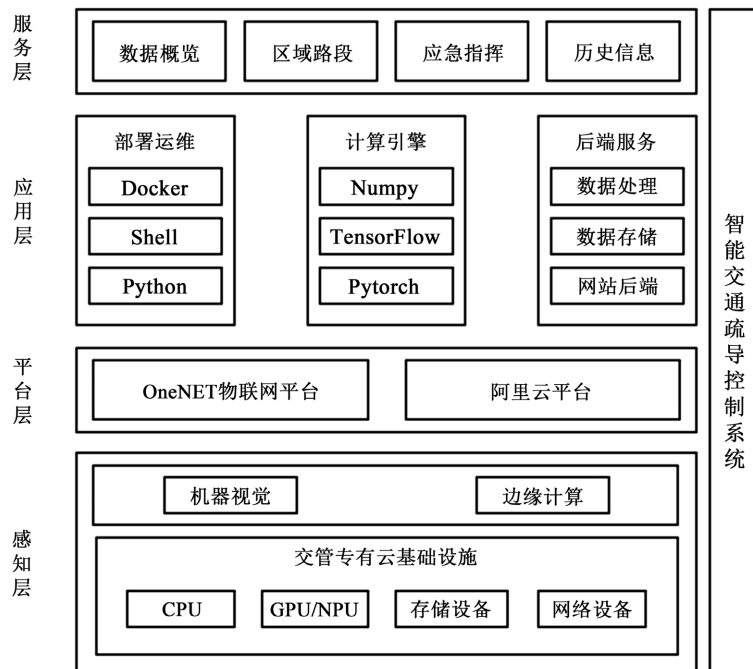 服务层
数据概览
区域路段
应急指挥
历史信息
应用层
部署运维
Docker
Shell
Python
计算引擎
Numpy
TensorFlow
Pytorch
后端服务
数据处理
数据存储
网站后端
平台层
OneNET物联网平台
阿里云平台
感知层
机器视觉
边缘计算
交管专有云基础设施
CPU
GPU/NPU
存储设备
网络设备
智能交通疏导控制系统